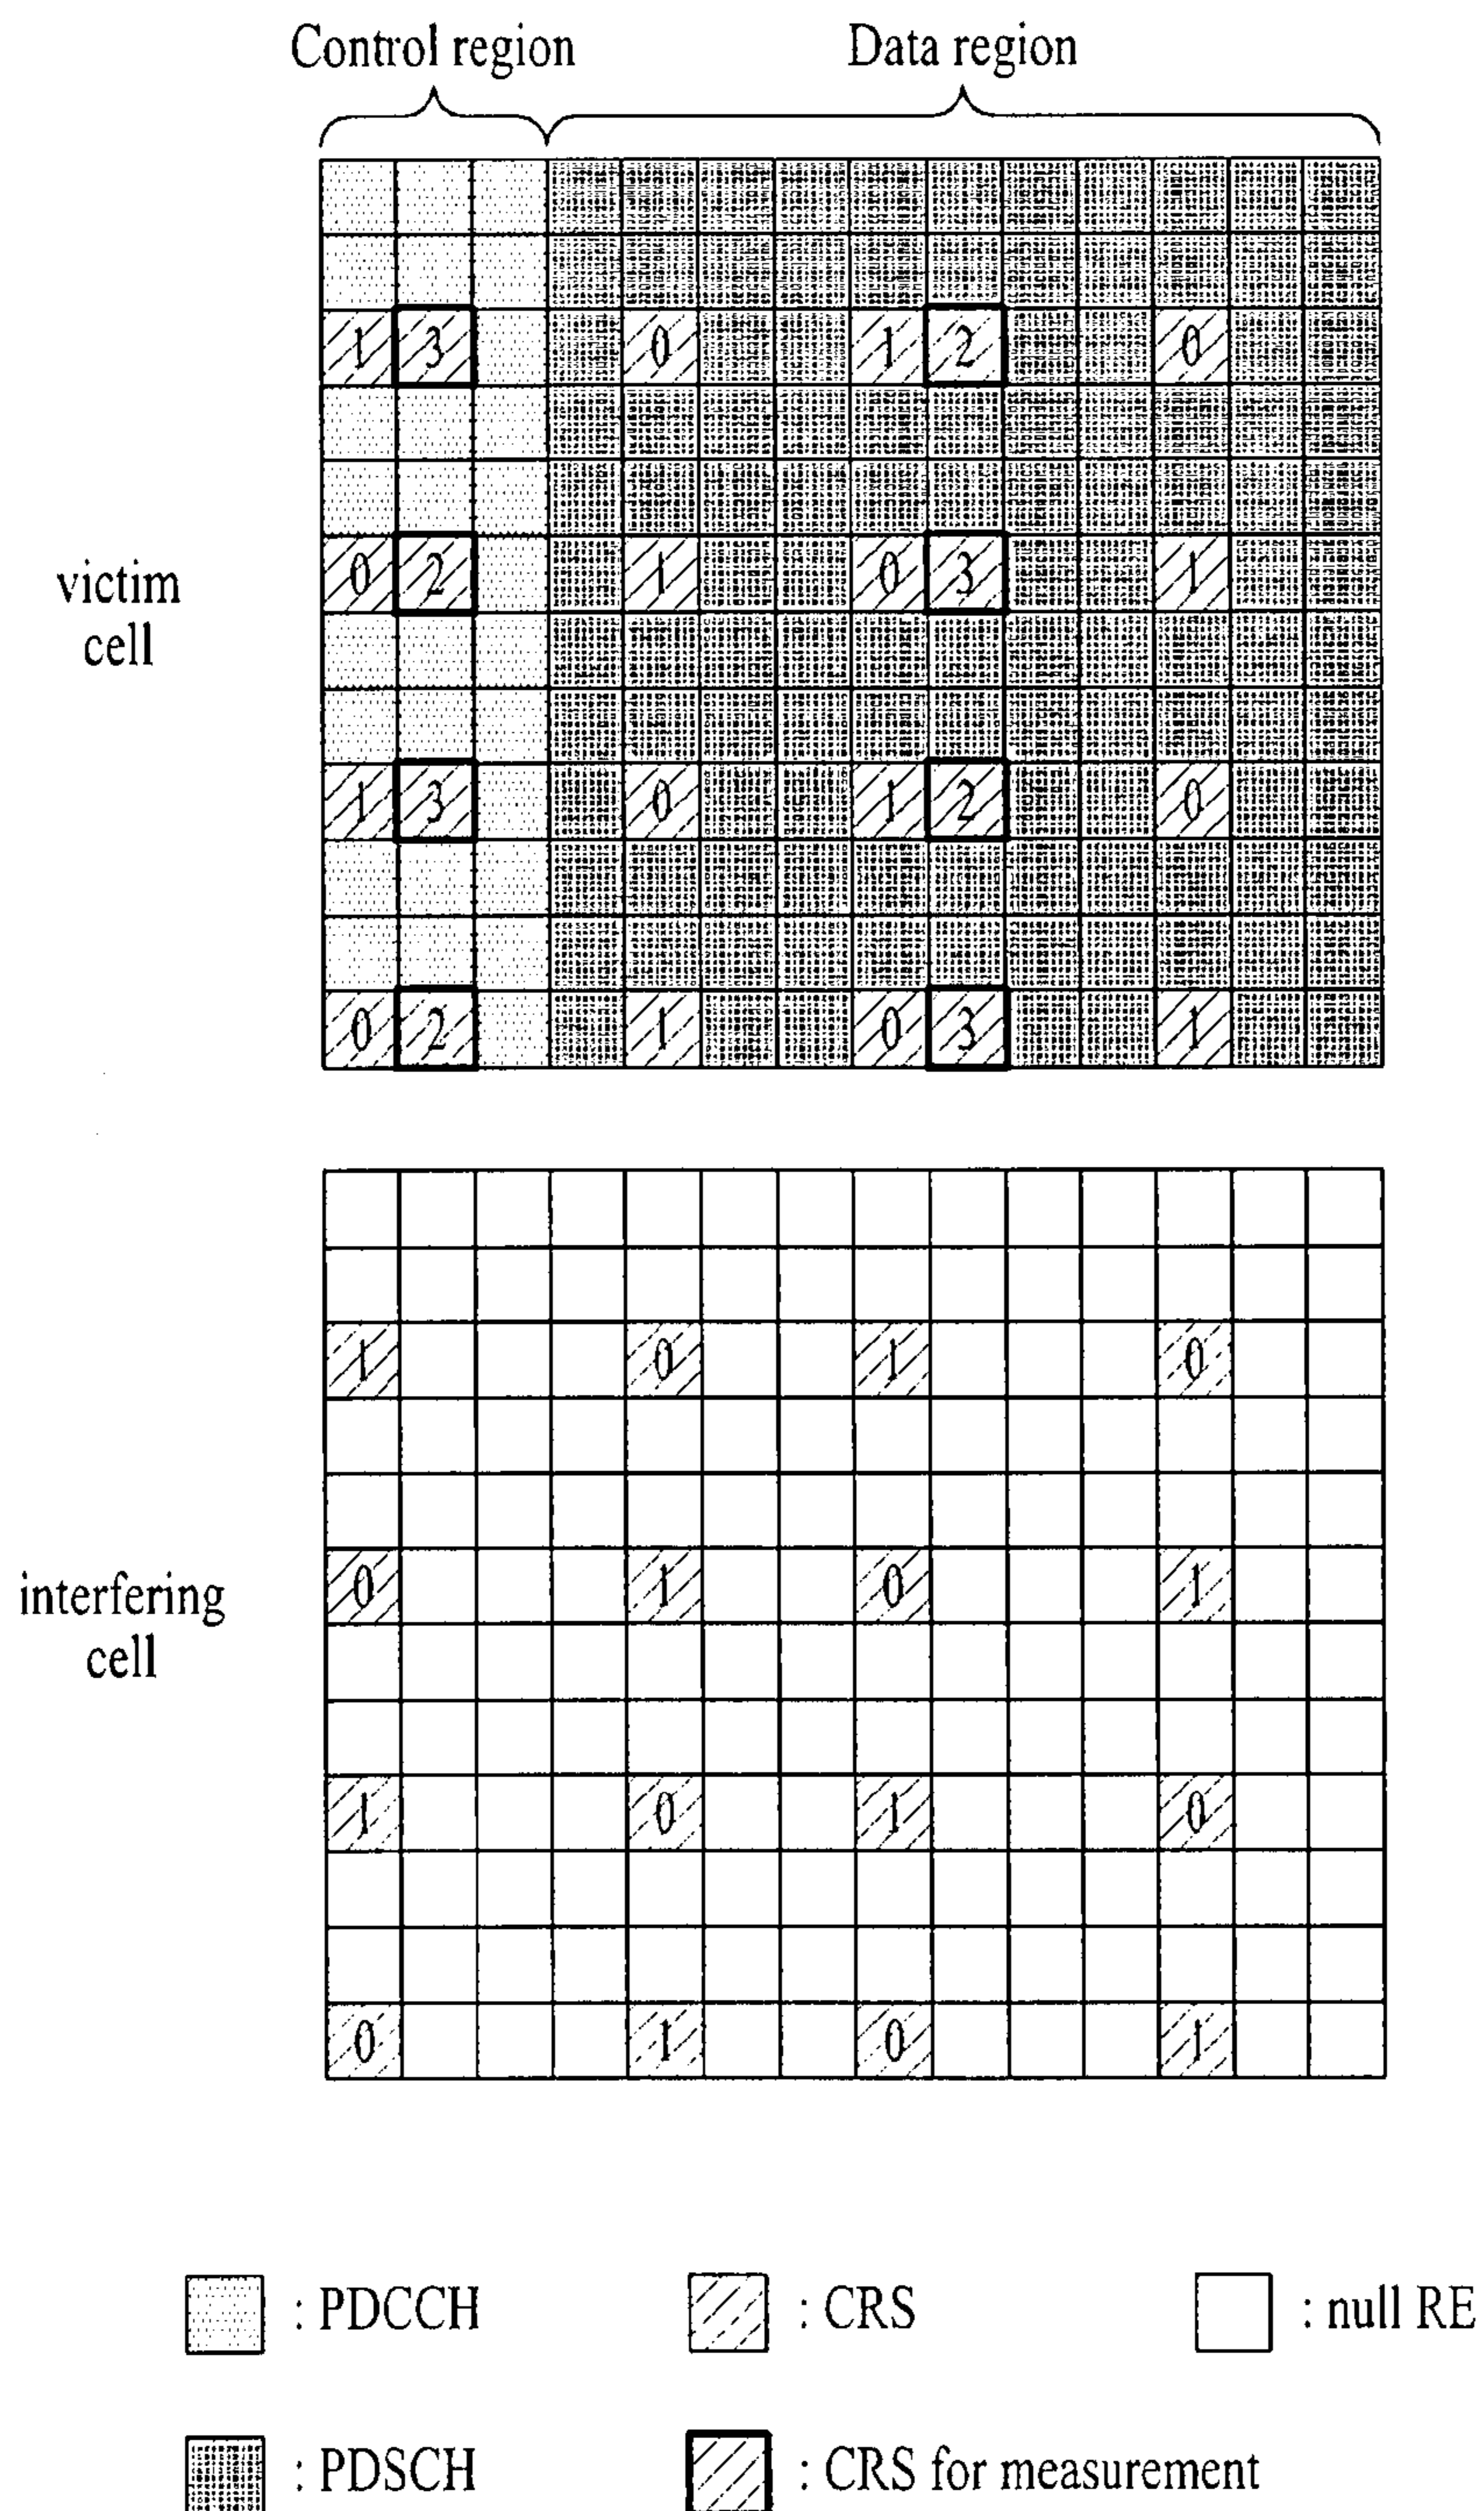 Control region Data region
1 3 0 1 2 0
victim
cell
0 2 1 0 3 1
1 3 0 1 2 0
0 2 1 0 3 1
1 0 1 0
interfering
cell
0 1 0 1
1 0 1 0
0 1 0 1
: PDCCH : CRS : null RE
: PDSCH : CRS for measurement